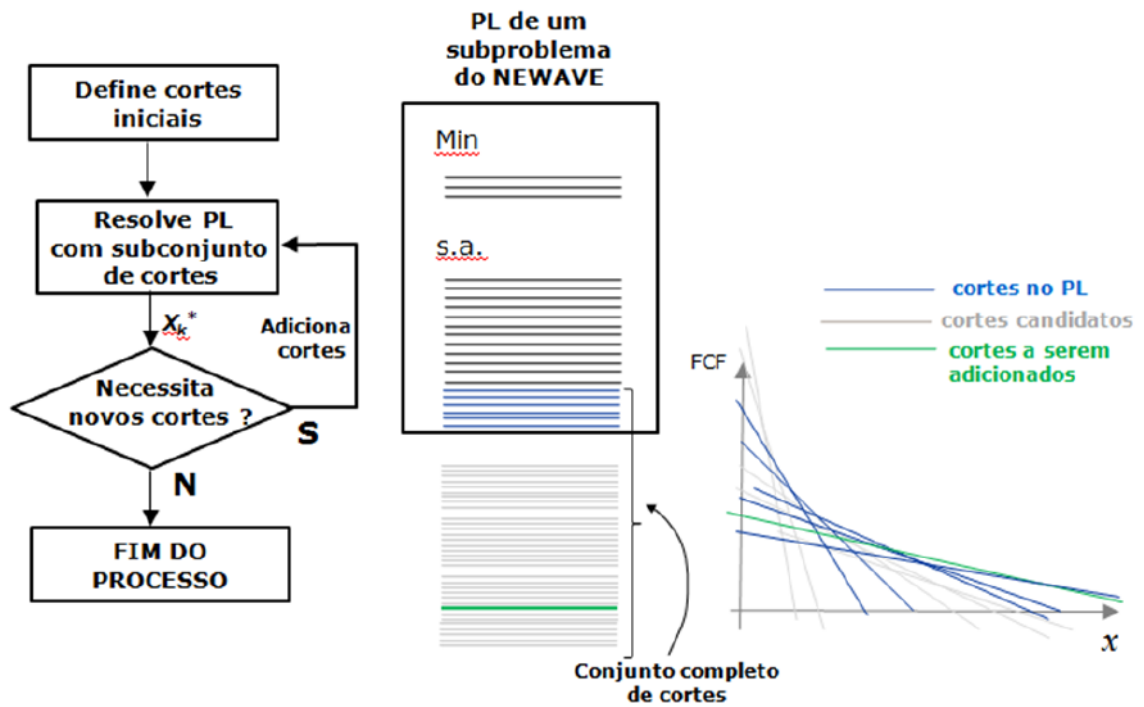 Define cortes
iniciais
Resolve PL
com subconjunto
de cortes
Xk*
Adiciona
cortes
Necessita
novos cortes ?
S
N
FIM DO
PROCESSO
PL de um
subproblema
do NEWAVE
Min
s.a.
Conjunto completo
de cortes
cortes no PL
cortes candidatos
cortes a serem
adicionados
FCF
x